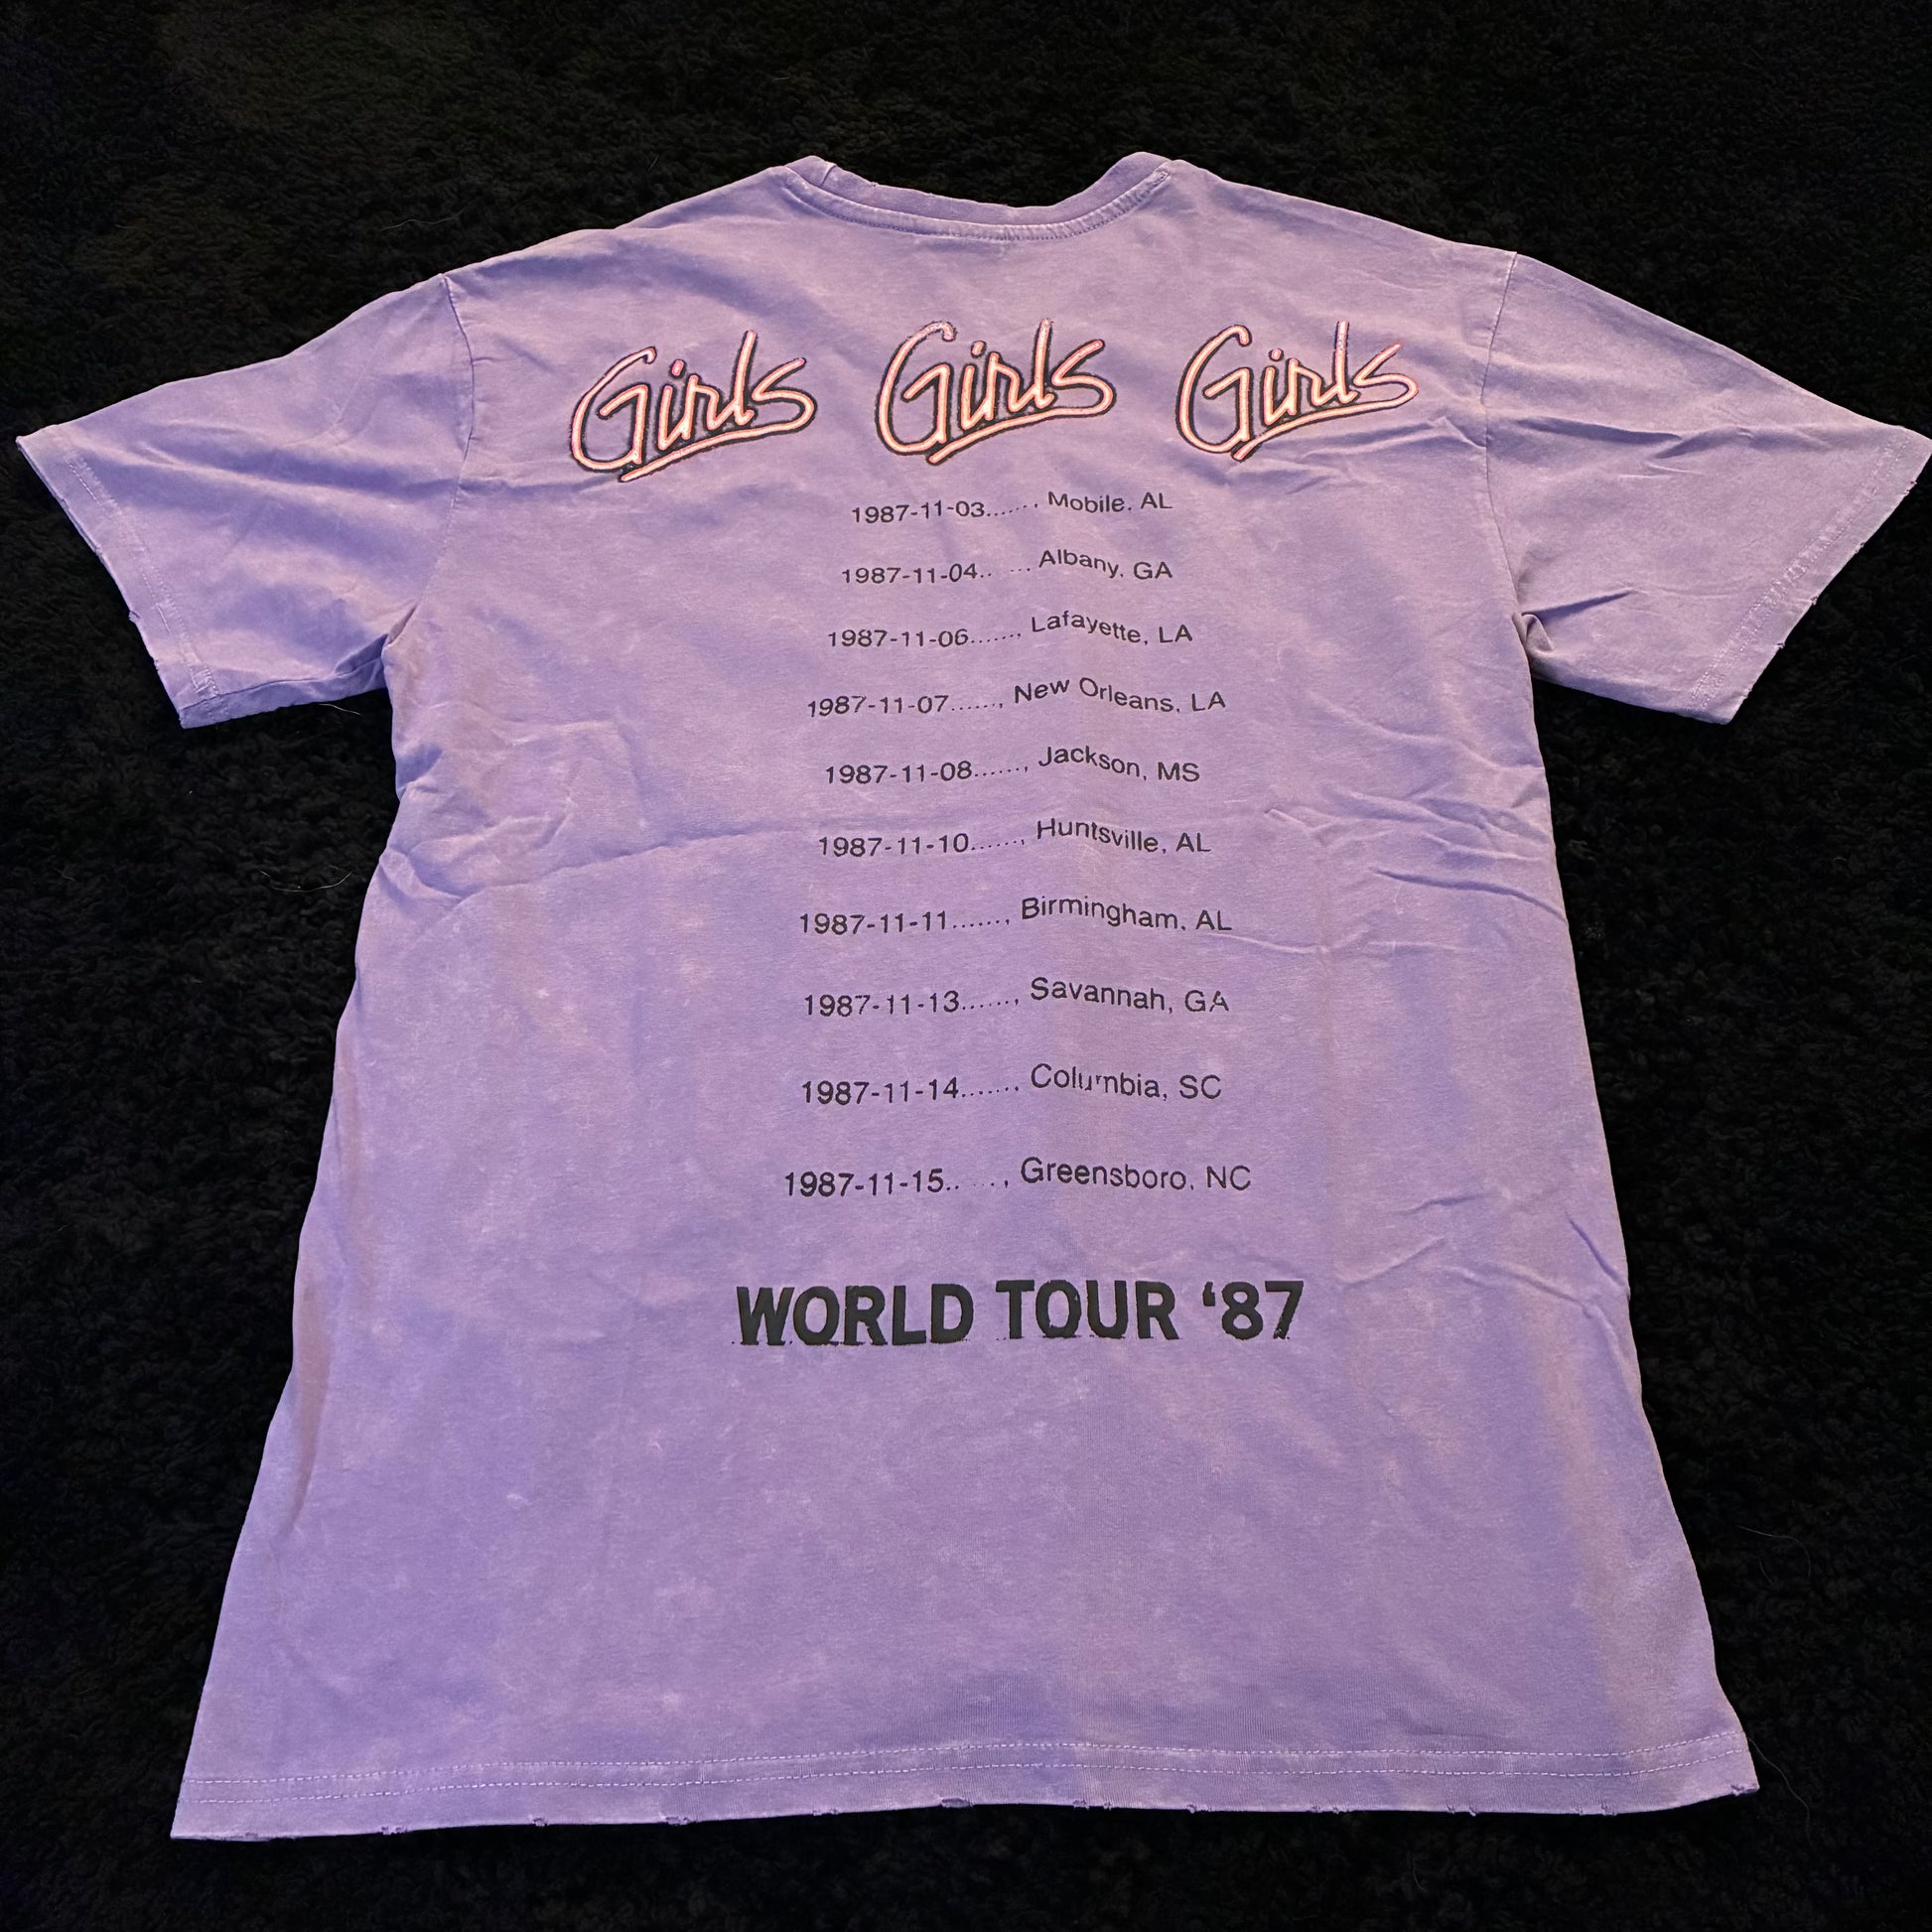 Girls Girls Girls
1987-11-03......, Mobile, AL
1987-11-04.. ..., Albany, GA
1987-11-06......, Lafayette, LA
1987-11-07......, New Orleans, LA
1987-11-08......, Jackson, MS
1987-11-10......, Huntsville, AL
1987-11-11......, Birmingham, AL
1987-11-13......, Savannah, GA
1987-11-14......, Columbia, SC
1987-11-15.. ..., Greensboro, NC
WORLD TOUR ‘87